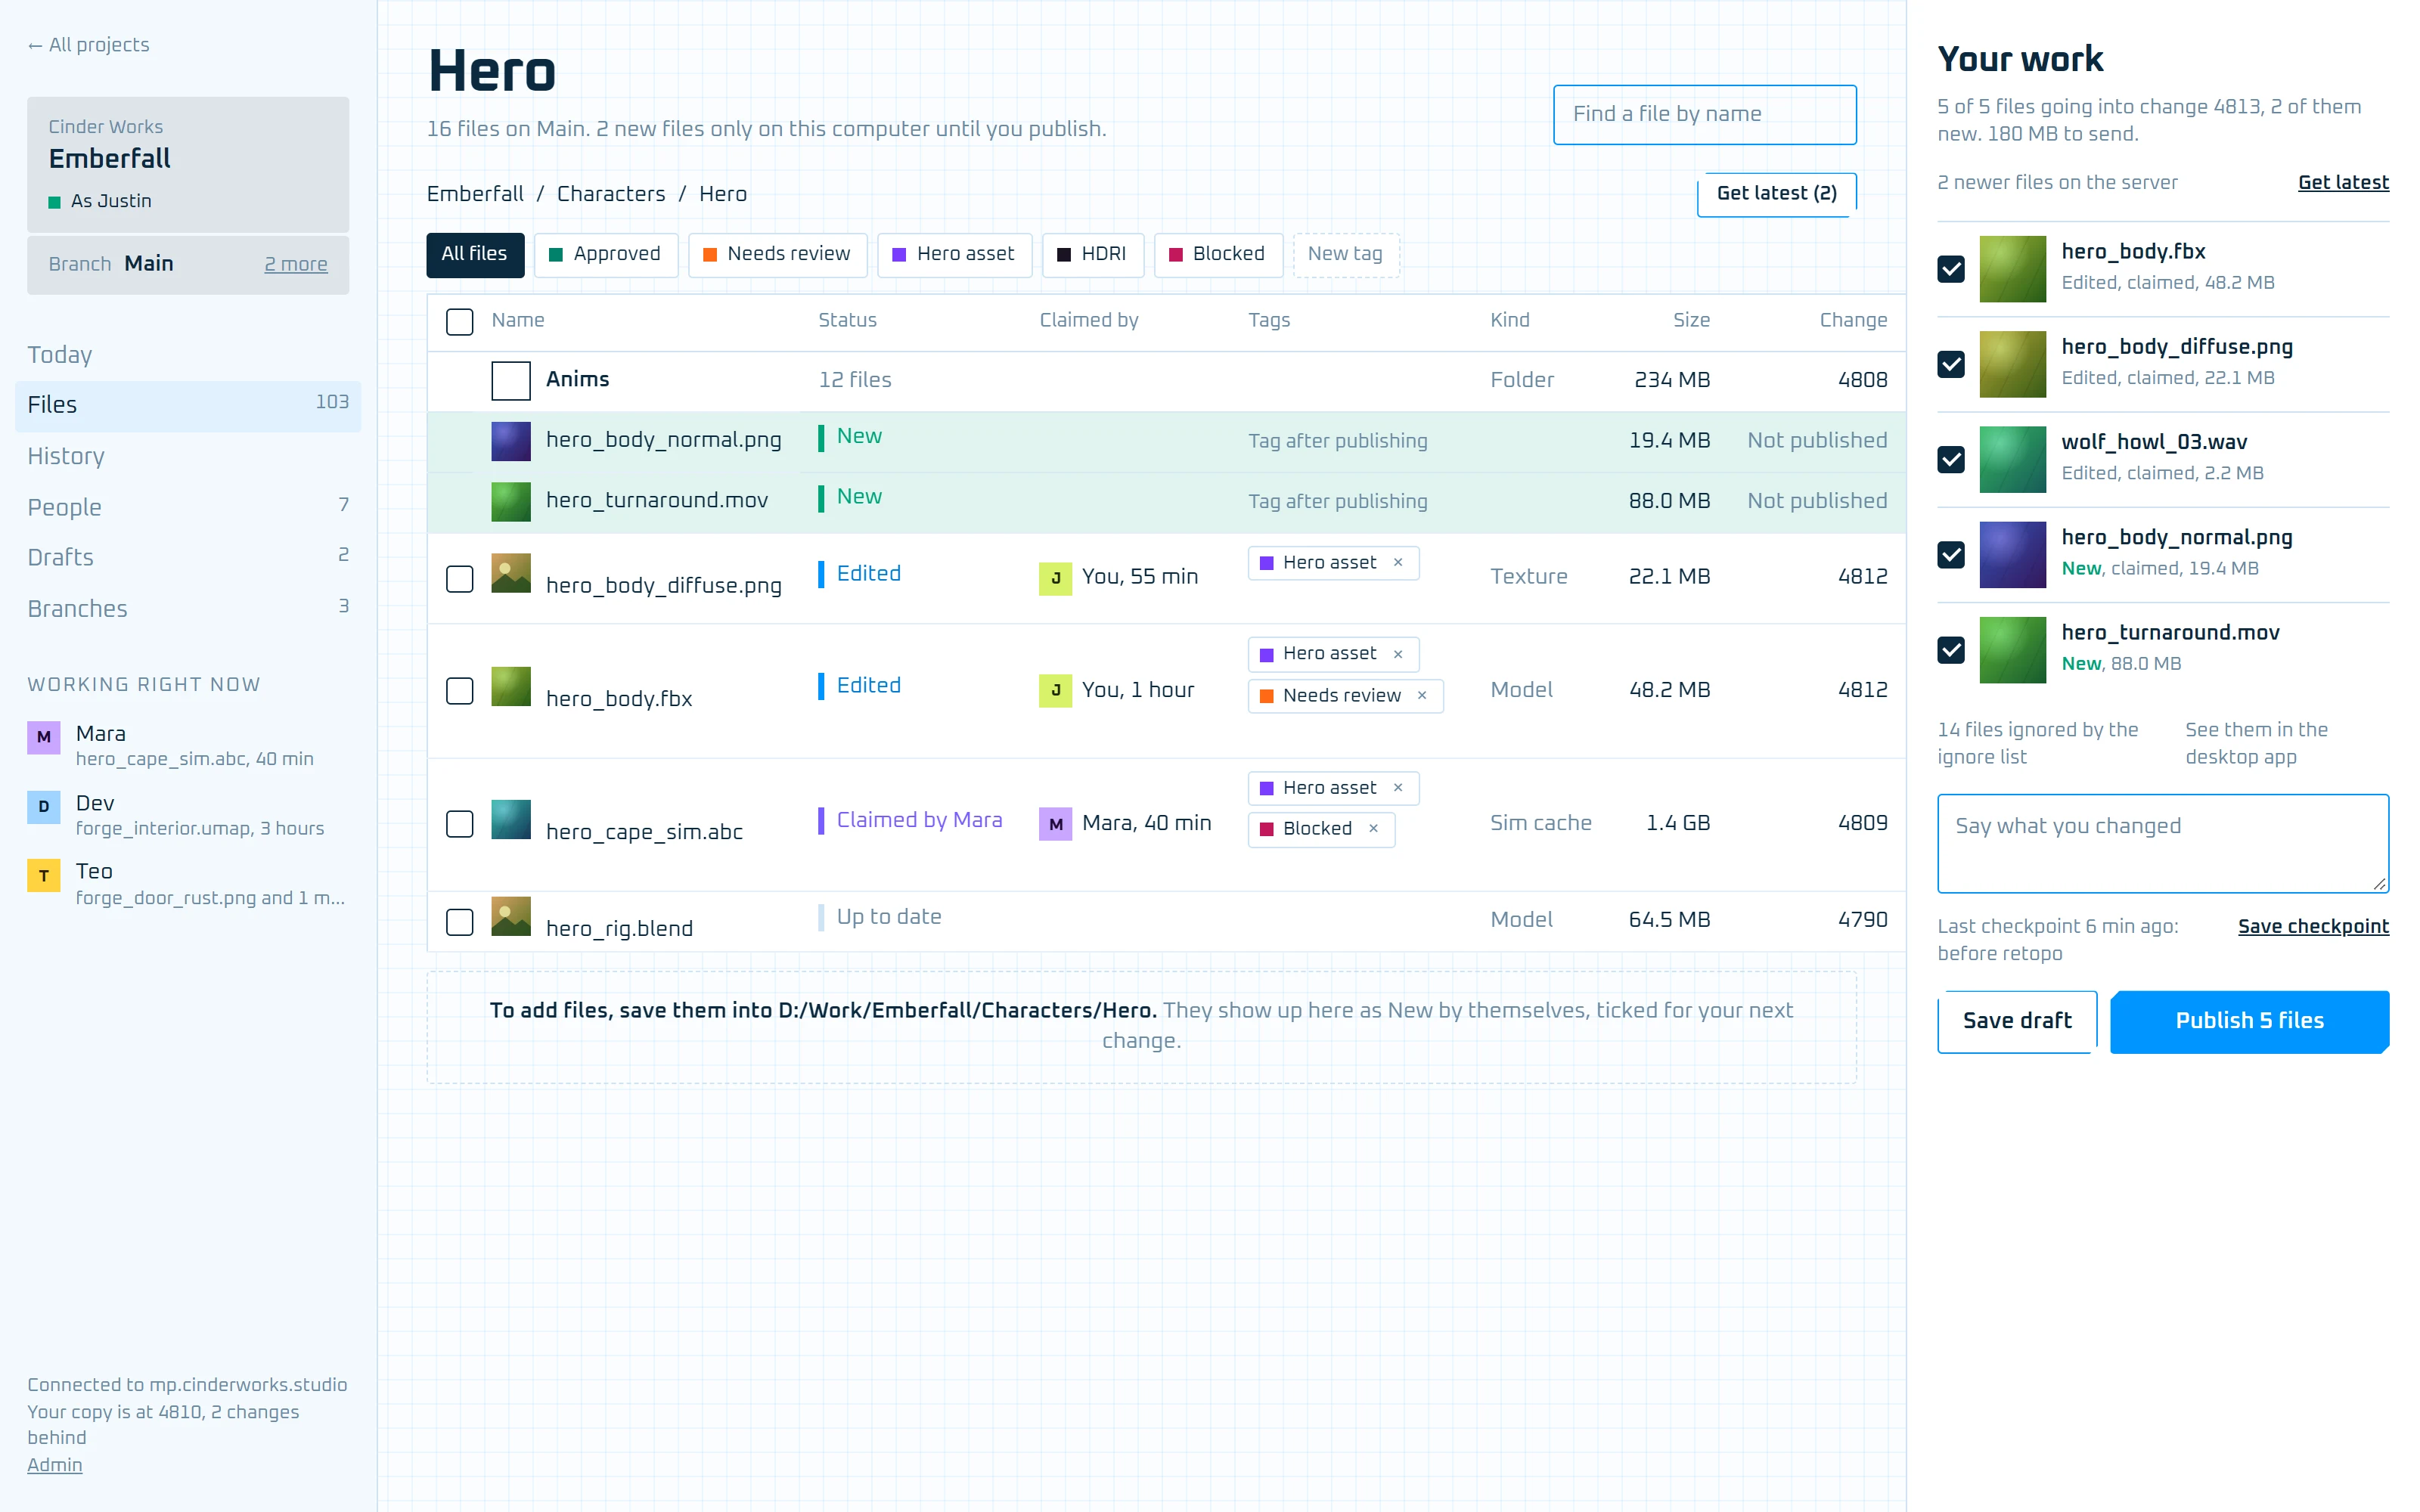 ← All projects
Cinder Works
Emberfall
As Justin
Branch Main 2 more
Today
Files 103
History
People 7
Drafts 2
Branches 3
WORKING RIGHT NOW
M Mara
hero_cape_sim.abc, 40 min
D Dev
forge_interior.umap, 3 hours
T Teo
forge_door_rust.png and 1 m...
Connected to mp.cinderworks.studio
Your copy is at 4810, 2 changes
behind
Admin
Hero
16 files on Main. 2 new files only on this computer until you publish.
Find a file by name
Emberfall / Characters / Hero
Get latest (2)
All files Approved Needs review Hero asset HDRI Blocked New tag
Name Status Claimed by Tags Kind Size Change
Anims 12 files Folder 234 MB 4808
hero_body_normal.png New Tag after publishing 19.4 MB Not published
hero_turnaround.mov New Tag after publishing 88.0 MB Not published
hero_body_diffuse.png Edited J You, 55 min Hero asset × Texture 22.1 MB 4812
hero_body.fbx Edited J You, 1 hour Hero asset × Needs review × Model 48.2 MB 4812
hero_cape_sim.abc Claimed by Mara M Mara, 40 min Hero asset × Blocked × Sim cache 1.4 GB 4809
hero_rig.blend Up to date Model 64.5 MB 4790
To add files, save them into D:/Work/Emberfall/Characters/Hero. They show up here as New by themselves, ticked for your next
change.
Your work
5 of 5 files going into change 4813, 2 of them
new. 180 MB to send.
2 newer files on the server Get latest
hero_body.fbx
Edited, claimed, 48.2 MB
hero_body_diffuse.png
Edited, claimed, 22.1 MB
wolf_howl_03.wav
Edited, claimed, 2.2 MB
hero_body_normal.png
New, claimed, 19.4 MB
hero_turnaround.mov
New, 88.0 MB
14 files ignored by the
ignore list
See them in the
desktop app
Say what you changed
Last checkpoint 6 min ago:
before retopo
Save checkpoint
Save draft
Publish 5 files